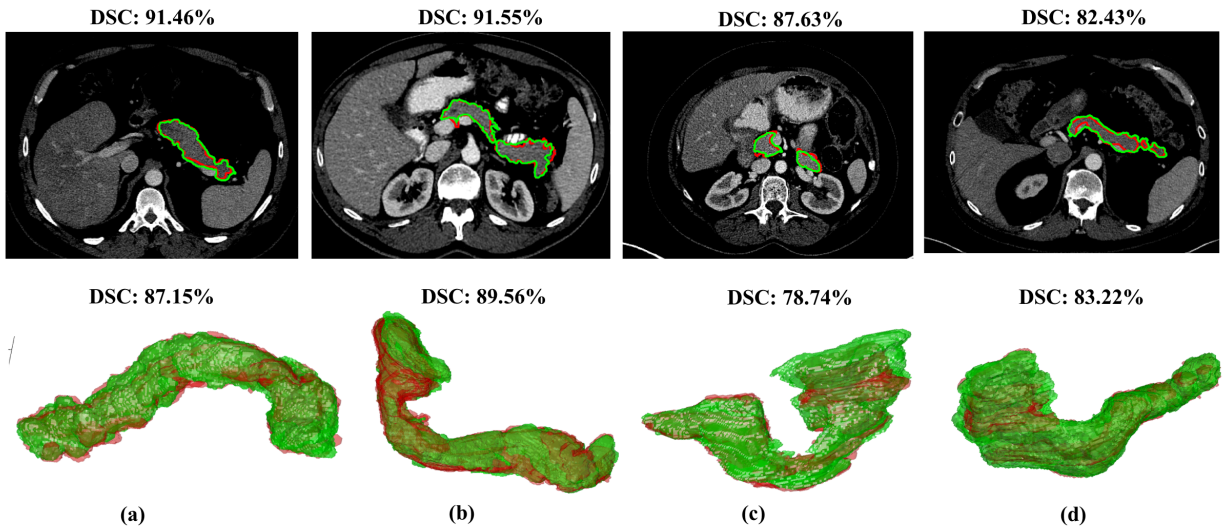 DSC: 91.46% DSC: 91.55% DSC: 87.63% DSC: 82.43%
DSC: 87.15% DSC: 89.56% DSC: 78.74% DSC: 83.22%
(a) (b) (c) (d)